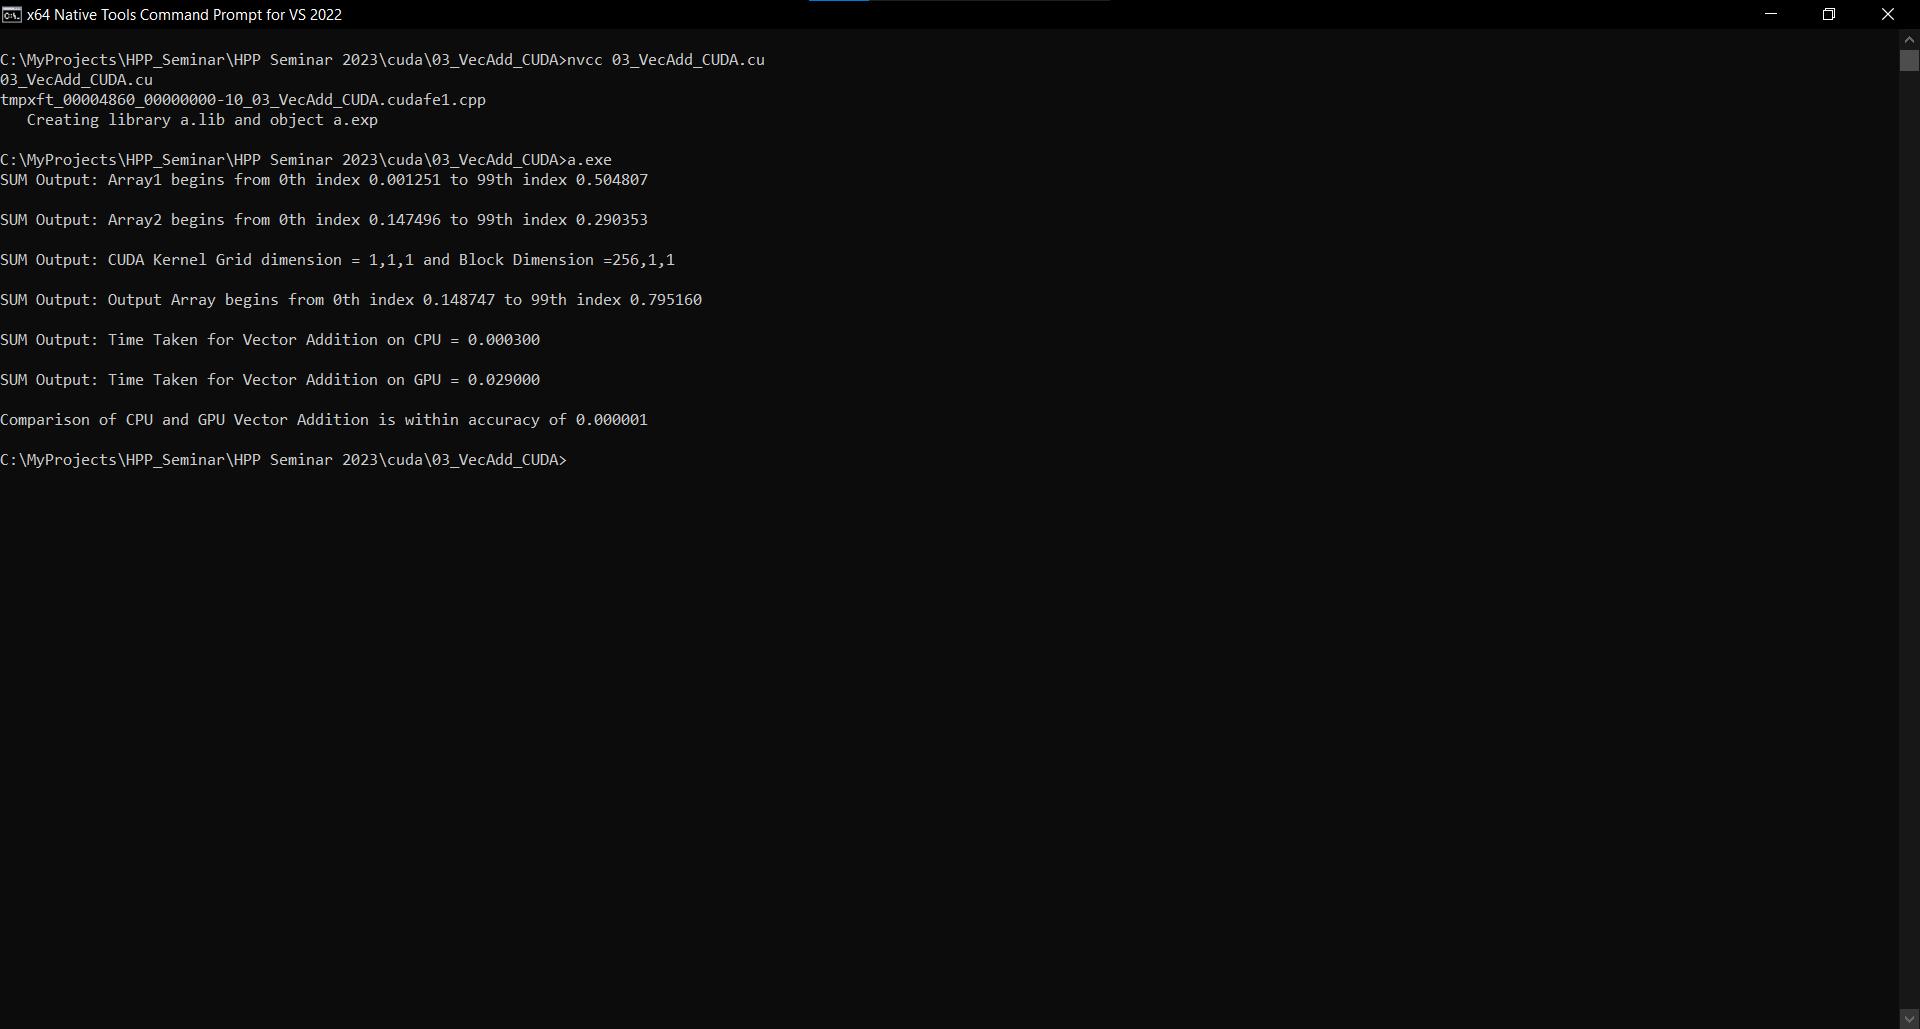 x64 Native Tools Command Prompt for VS 2022
C:\MyProjects\HPP_Seminar\HPP Seminar 2023\cuda\03_VecAdd_CUDA>nvcc 03_VecAdd_CUDA.cu
03_VecAdd_CUDA.cu
tmpxft_00004860_00000000-10_03_VecAdd_CUDA.cudafe1.cpp
   Creating library a.lib and object a.exp
C:\MyProjects\HPP_Seminar\HPP Seminar 2023\cuda\03_VecAdd_CUDA>a.exe
SUM Output: Array1 begins from 0th index 0.001251 to 99th index 0.504807
SUM Output: Array2 begins from 0th index 0.147496 to 99th index 0.290353
SUM Output: CUDA Kernel Grid dimension = 1,1,1 and Block Dimension =256,1,1
SUM Output: Output Array begins from 0th index 0.148747 to 99th index 0.795160
SUM Output: Time Taken for Vector Addition on CPU = 0.000300
SUM Output: Time Taken for Vector Addition on GPU = 0.029000
Comparison of CPU and GPU Vector Addition is within accuracy of 0.000001
C:\MyProjects\HPP_Seminar\HPP Seminar 2023\cuda\03_VecAdd_CUDA>